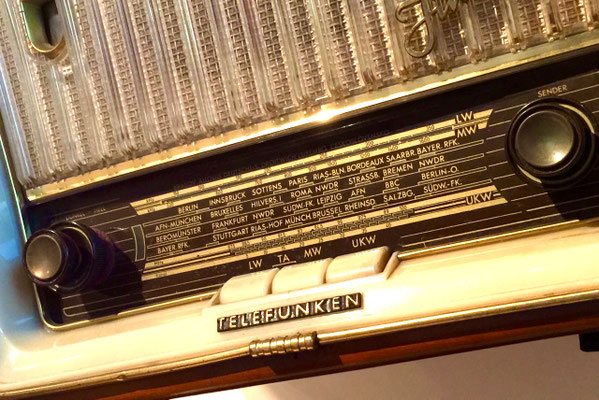 SENDER
LW
MW
BERLIN INNSBRUCK SOTTENS PARIS RIAS-BLN. BORDEAUX SAARBR. BAYER. RFK.
AFN-MÜNCHEN BRUXELLES HILVERS.I ROMA NWDR STRASSB. BREMEN NWDR
BEROMÜNSTER FRANKFURT NWDR SÜDW.-FK. LEIPZIG AFN BBC BERLIN-O.
BAYER.RFK. STUTTGART RIAS-HOF MÜNCH. BRÜSSEL RHEINSD. SALZBG. SÜDW.-FK.
UKW
LW TA MW UKW
TELEFUNKEN